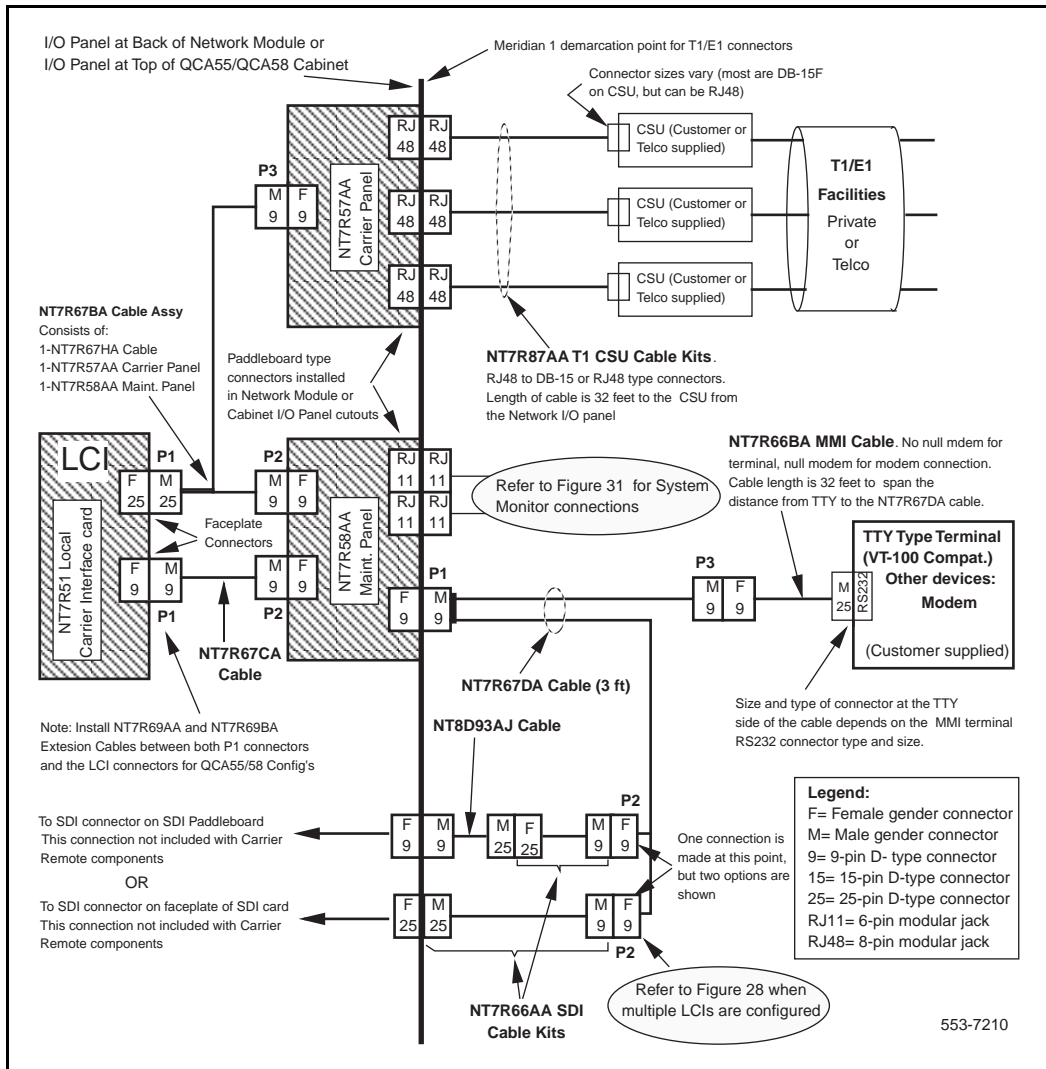 I/O Panel at Back of Network Module or
I/O Panel at Top of QCA55/QCA58 Cabinet
Meridian 1 demarcation point for T1/E1 connectors
Connector sizes vary (most are DB-15F
on CSU, but can be RJ48)
RJ
48
RJ
48
CSU (Customer or
Telco supplied)
P3
M
9
F
9
NT7R57AA
Carrier Panel
RJ
48
RJ
48
CSU (Customer or
Telco supplied)
RJ
48
RJ
48
CSU (Customer or
Telco supplied)
T1/E1
Facilities
Private
or
Telco
NT7R67BA Cable Assy
Consists of:
1-NT7R67HA Cable
1-NT7R57AA Carrier Panel
1-NT7R58AA Maint. Panel
Paddleboard type
connectors installed
in Network Module or
Cabinet I/O Panel cutouts
NT7R87AA T1 CSU Cable Kits.
RJ48 to DB-15 or RJ48 type connectors.
Length of cable is 32 feet to the CSU from
the Network I/O panel
LCI
P1
F
25
M
25
P2
M
9
F
9
RJ
11
RJ
11
RJ
11
RJ
11
Refer to Figure 31 for System
Monitor connections
NT7R66BA MMI Cable. No null mdem for
terminal, null modem for modem connection.
Cable length is 32 feet to span the
distance from TTY to the NT7R67DA cable.
Faceplate
Connectors
NT7R51 Local
Carrier Interface card
F
9
M
9
P1
M
9
F
9
P2
NT7R58AA
Maint. Panel
P1
F
9
M
9
P3
M
9
F
9
M
25
RS232
TTY Type Terminal
(VT-100 Compat.)
Other devices:
Modem
(Customer supplied)
NT7R67CA
Cable
NT7R67DA Cable (3 ft)
Note: Install NT7R69AA and NT7R69BA
Extesion Cables between both P1 connectors
and the LCI connectors for QCA55/58 Config's
NT8D93AJ Cable
Size and type of connector at the TTY
side of the cable depends on the MMI terminal
RS232 connector type and size.
To SDI connector on SDI Paddleboard
This connection not included with Carrier
Remote components
F
9
M
9
M
25
F
25
P2
M
9
F
9
One connection is
made at this point,
but two options are
shown
OR
To SDI connector on faceplate of SDI card
This connection not included with Carrier
Remote components
F
25
M
25
M
9
F
9
P2
NT7R66AA SDI
Cable Kits
Refer to Figure 28 when
multiple LCIs are configured
Legend:
F= Female gender connector
M= Male gender connector
9= 9-pin D- type connector
15= 15-pin D-type connector
25= 25-pin D-type connector
RJ11= 6-pin modular jack
RJ48= 8-pin modular jack
553-7210